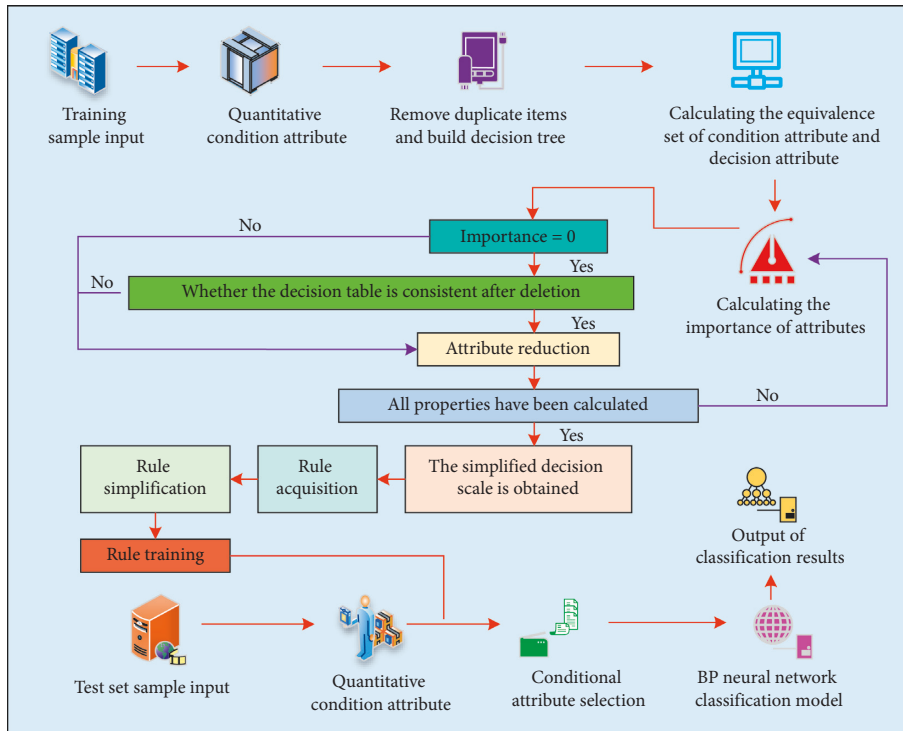 Training
sample input
Quantitative
condition attribute
Remove duplicate items
and build decision tree
Calculating the equivalence
set of condition attribute and
decision attribute
No
Importance = 0
Yes
No
Whether the decision table is consistent after deletion
Calculating the
importance of attributes
Yes
Attribute reduction
All properties have been calculated
No
Yes
Rule
simplification
Rule
acquisition
The simplified decision
scale is obtained
Output of
classification results
Rule training
Test set sample input
Quantitative
condition attribute
Conditional
attribute selection
BP neural network
classification model